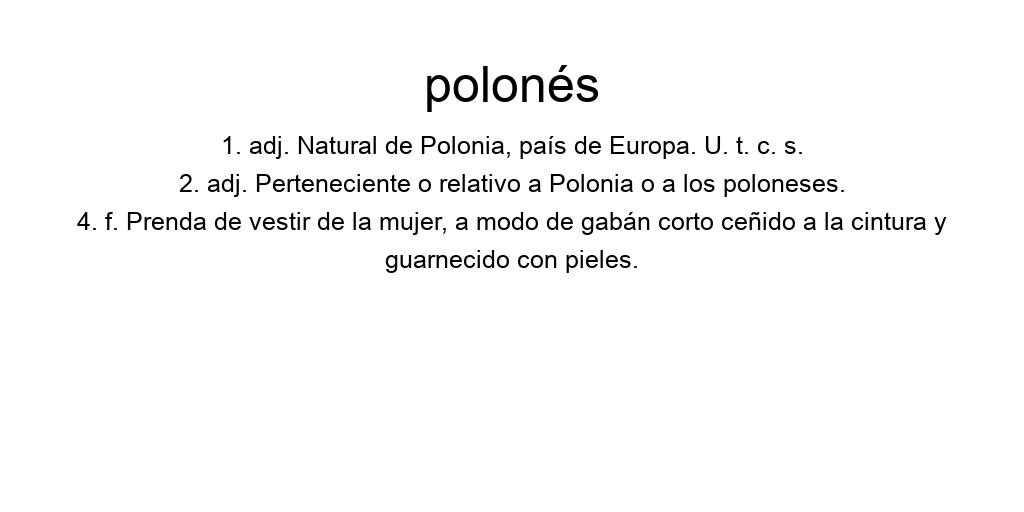 polonés
1. adj. Natural de Polonia, país de Europa. U. t. c. s.
2. adj. Perteneciente o relativo a Polonia o a los poloneses.
4. f. Prenda de vestir de la mujer, a modo de gabán corto ceñido a la cintura y
guarnecido con pieles.